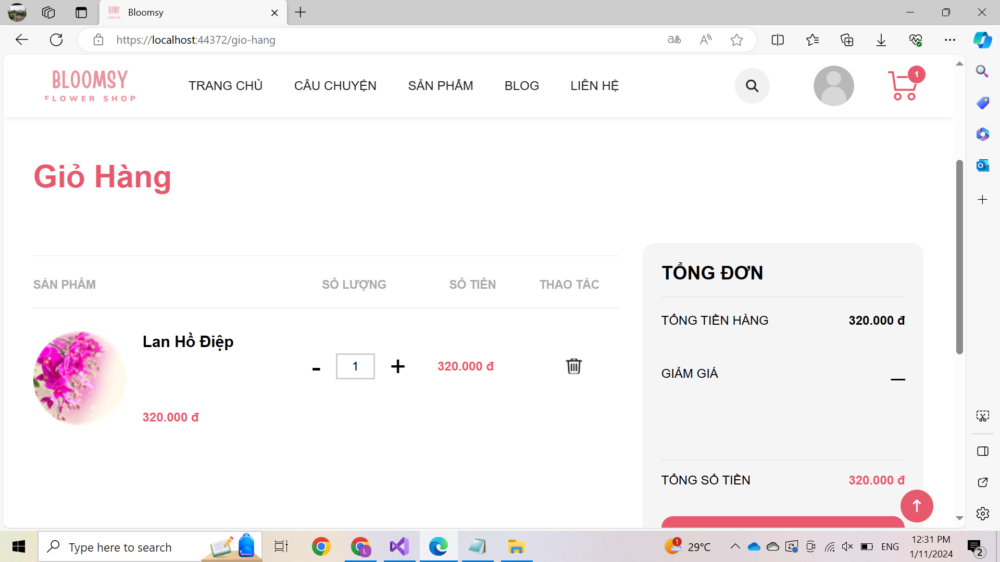 Bloomsy
https://localhost:44372/gio-hang
BLOOMSY
FLOWER SHOP
TRANG CHỦ CÂU CHUYỆN SẢN PHẨM BLOG LIÊN HỆ
1
Giỏ Hàng
SẢN PHẨM SỐ LƯỢNG SỐ TIỀN THAO TÁC
Lan Hồ Điệp
- 1 + 320.000 đ
320.000 đ
TỔNG ĐƠN
TỔNG TIỀN HÀNG 320.000 đ
GIẢM GIÁ —
TỔNG SỐ TIỀN 320.000 đ
Type here to search
L
1
29°C
ENG
12:31 PM
1/11/2024
2